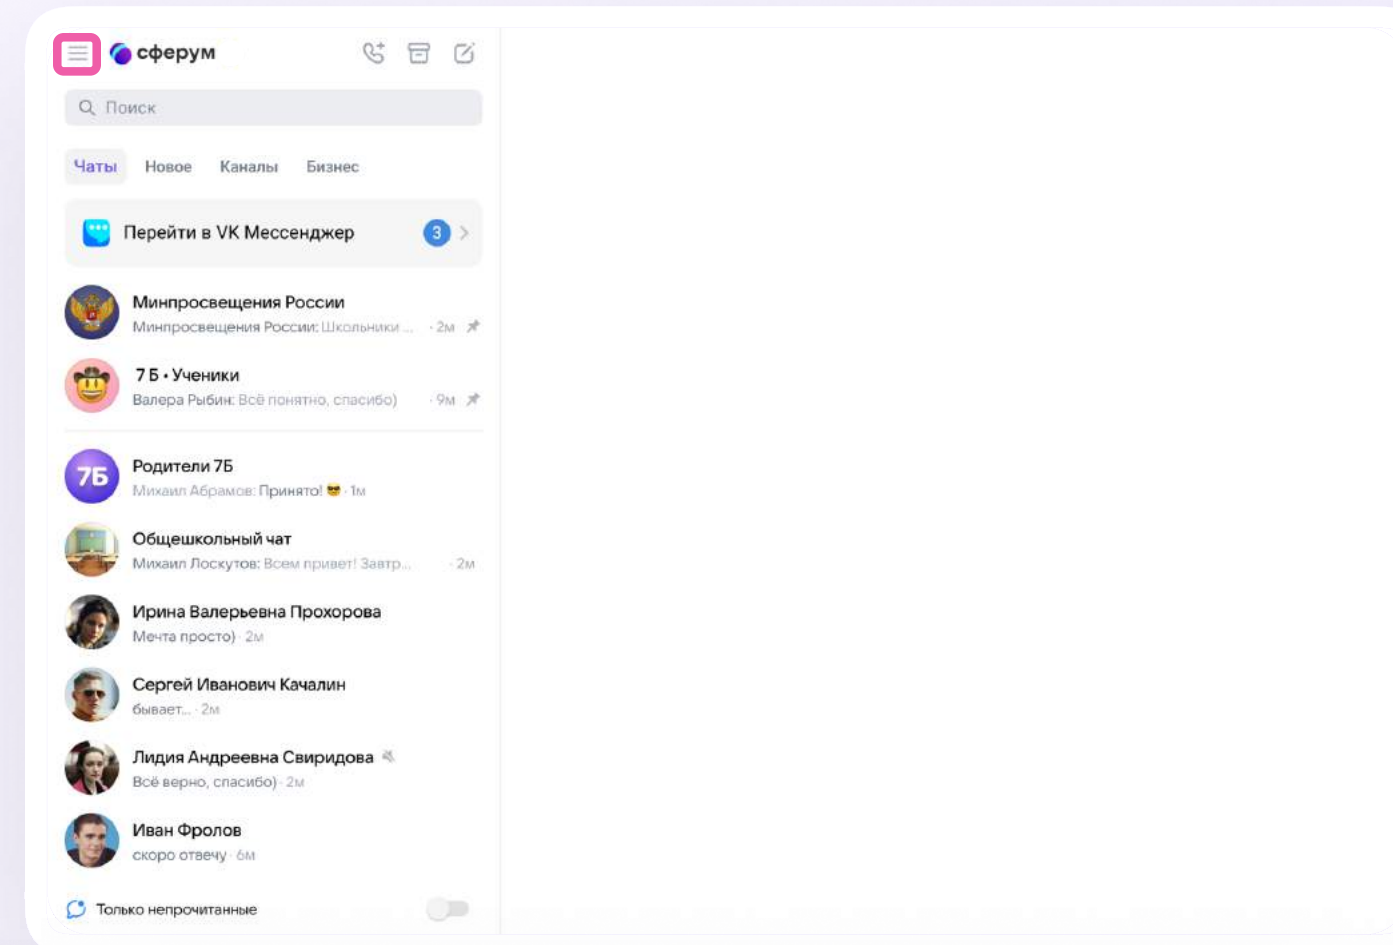 сферум
Поиск
Чаты Новое Каналы Бизнес
Перейти в VK Мессенджер 3
Минпросвещения России
Минпросвещения России: Школьники ... · 2м
7 Б • Ученики
Валера Рыбин: Всё понятно, спасибо) · 9м
7Б
Родители 7Б
Михаил Абрамов: Принято! 😎 · 1м
Общешкольный чат
Михаил Лоскутов: Всем привет! Завтр... · 2м
Ирина Валерьевна Прохорова
Мечта просто) · 2м
Сергей Иванович Качалин
бывает... · 2м
Лидия Андреевна Свиридова
Всё верно, спасибо) · 2м
Иван Фролов
скоро отвечу · 6м
Только непрочитанные